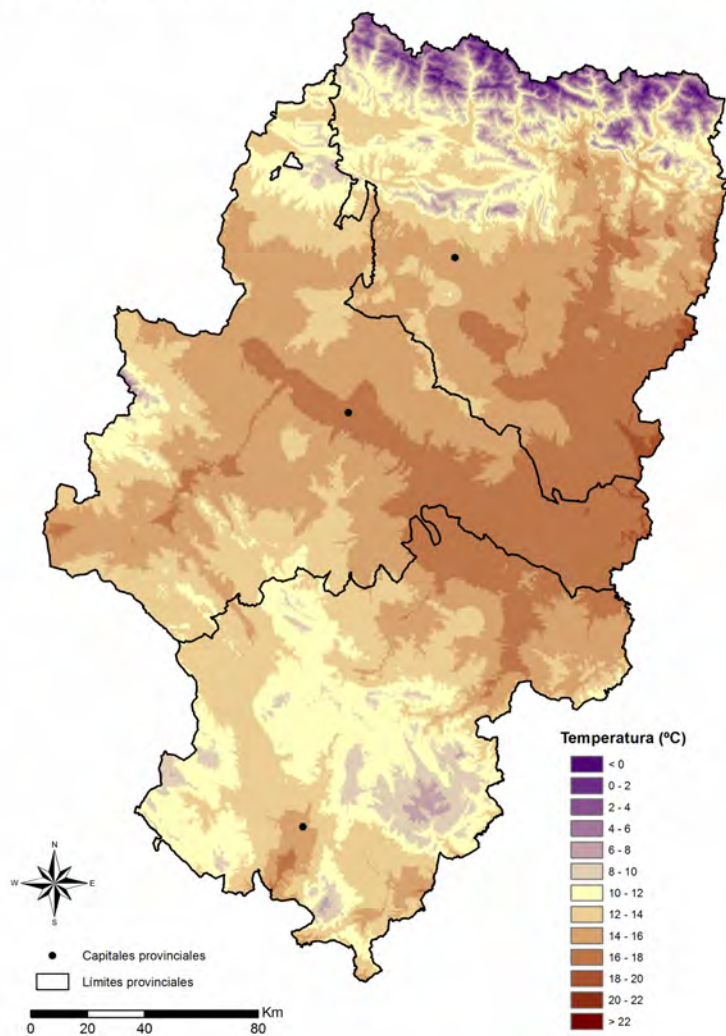 Temperatura (ºC)
< 0
0 - 2
2 - 4
4 - 6
6 - 8
8 - 10
10 - 12
12 - 14
14 - 16
16 - 18
18 - 20
20 - 22
> 22
N
W E
S
Capitales provinciales
Límites provinciales
Km
0 20 40 80